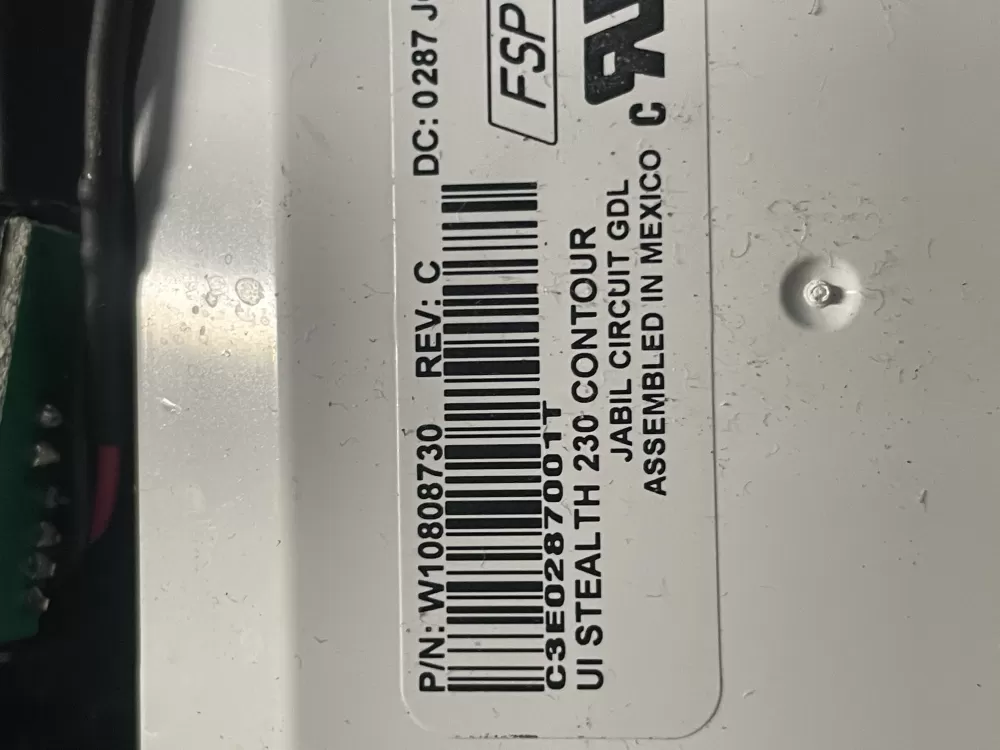 P/N: W10808730 REV: C DC: 0287
C3E0287001T
FSP
UI STEALTH 230 CONTOUR
JABIL CIRCUIT GDL
ASSEMBLED IN MEXICO
C